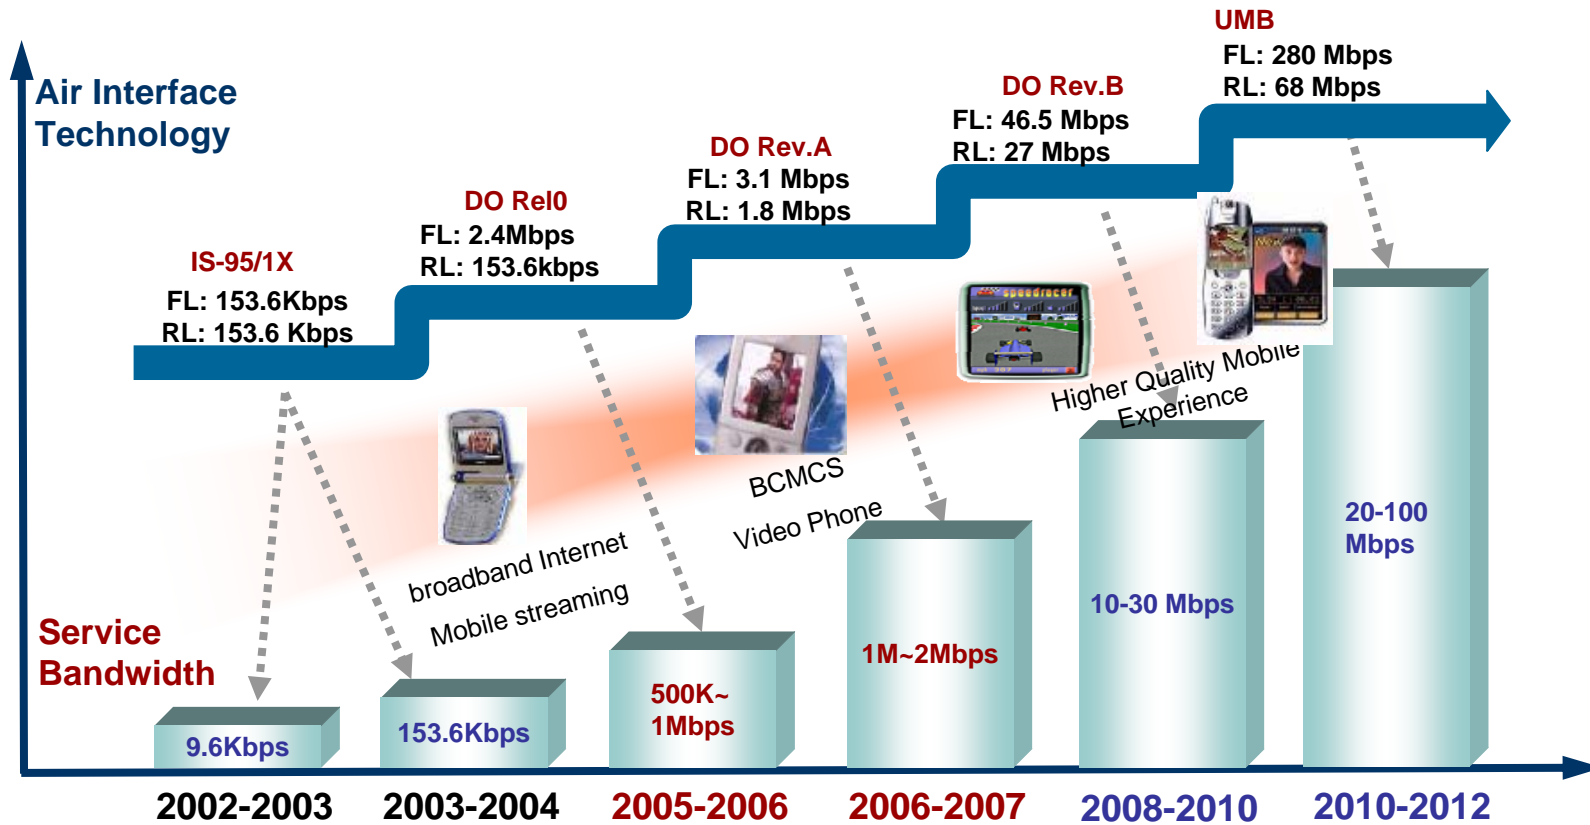 UMB
FL: 280 Mbps
RL: 68 Mbps
Air Interface
Technology
DO Rev.B
FL: 46.5 Mbps
RL: 27 Mbps
DO Rev.A
FL: 3.1 Mbps
RL: 1.8 Mbps
DO Rel0
FL: 2.4Mbps
RL: 153.6kbps
IS-95/1X
FL: 153.6Kbps
RL: 153.6 Kbps
speedracer
Higher Quality Mobile
Experience
BCMCS
Video Phone
broadband Internet
Mobile streaming
Service
Bandwidth
9.6Kbps
153.6Kbps
500K~
1Mbps
1M~2Mbps
10-30 Mbps
20-100
Mbps
2002-2003
2003-2004
2005-2006
2006-2007
2008-2010
2010-2012